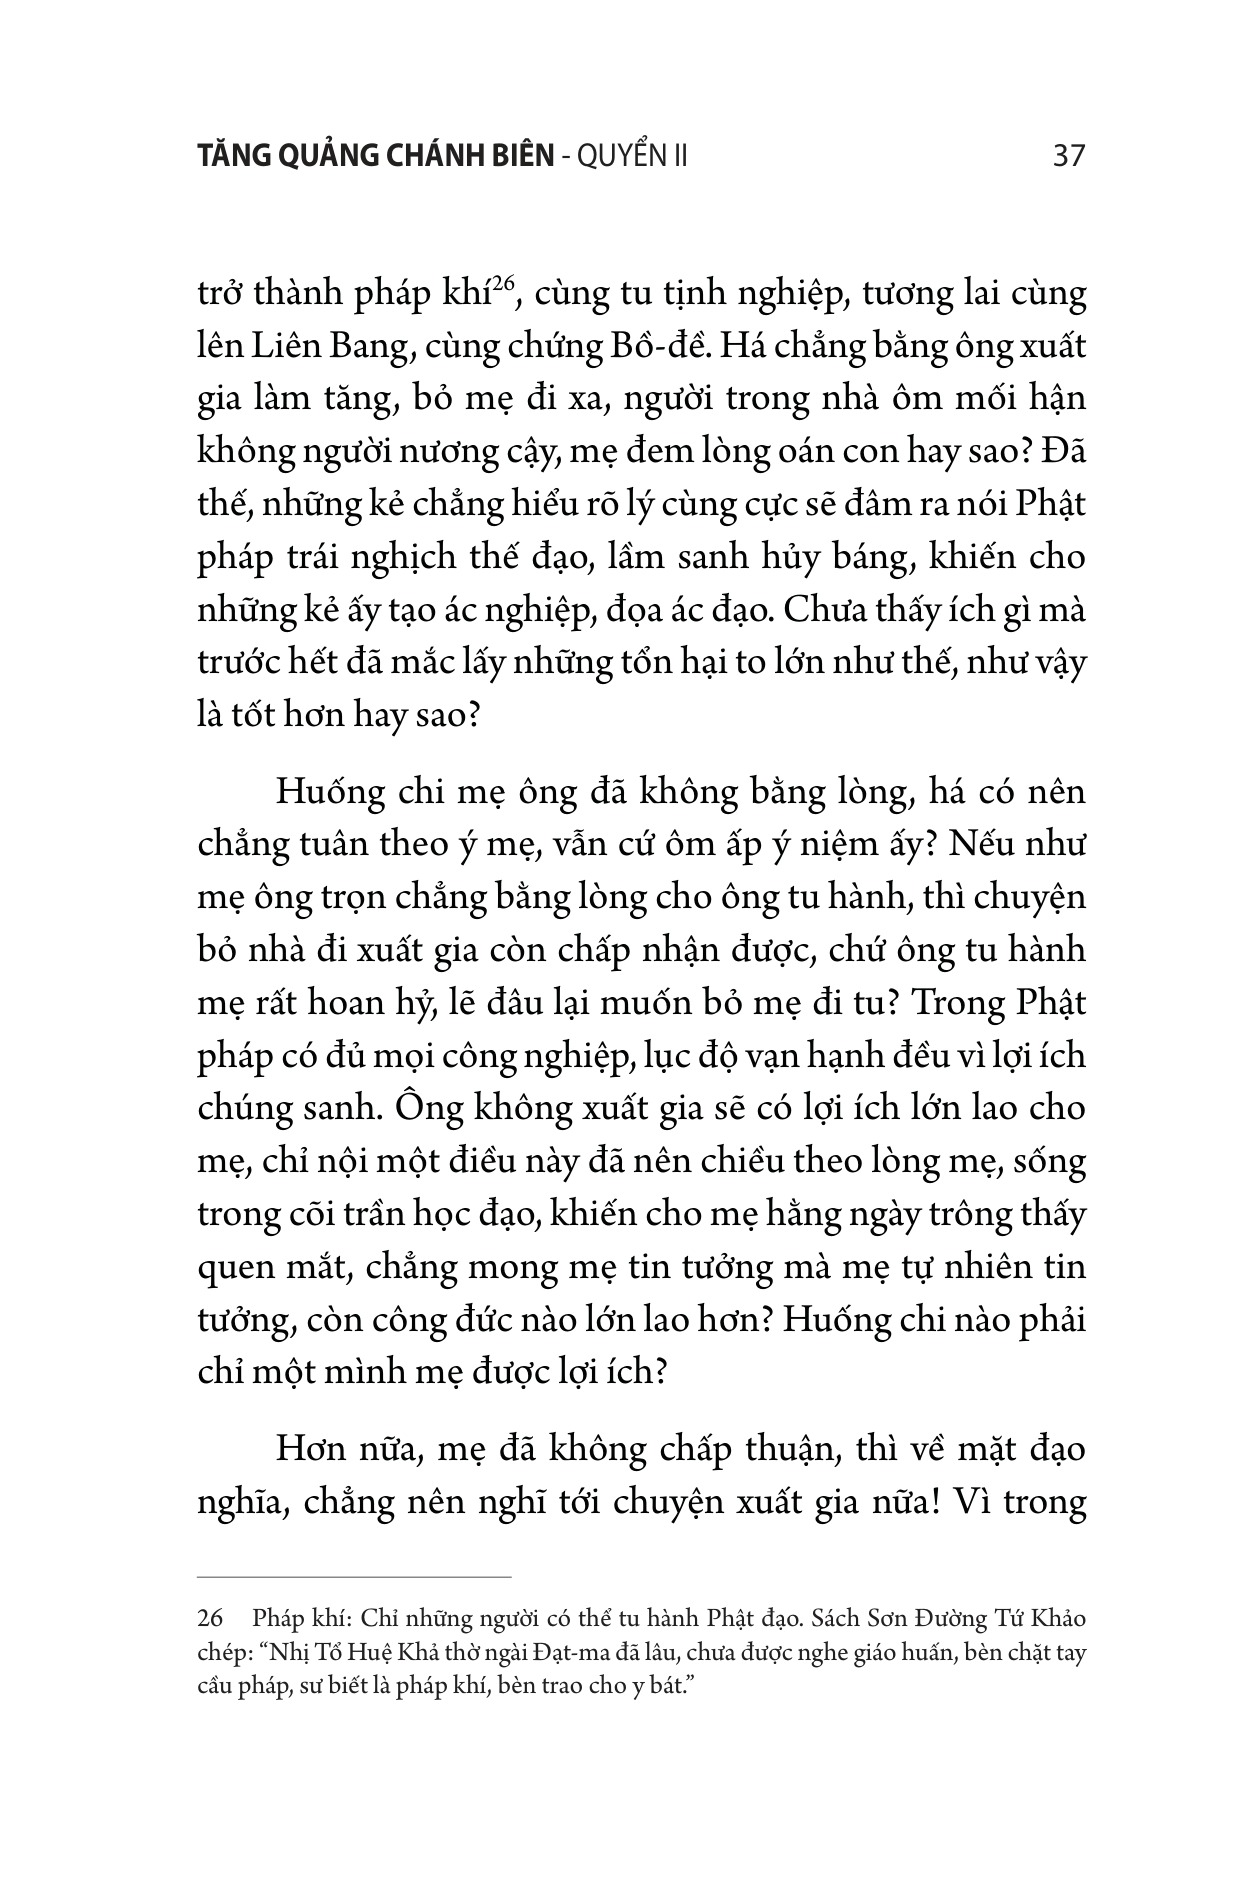 TĂNG QUẢNG CHÁNH BIÊN - QUYỂN II 37
trở thành pháp khí26, cùng tu tịnh nghiệp, tương lai cùng
lên Liên Bang, cùng chứng Bồ-đề. Há chẳng bằng ông xuất
gia làm tăng, bỏ mẹ đi xa, người trong nhà ôm mối hận
không người nương cậy, mẹ đem lòng oán con hay sao? Đã
thế, những kẻ chẳng hiểu rõ lý cùng cực sẽ đâm ra nói Phật
pháp trái nghịch thế đạo, lầm sanh hủy báng, khiến cho
những kẻ ấy tạo ác nghiệp, đọa ác đạo. Chưa thấy ích gì mà
trước hết đã mắc lấy những tổn hại to lớn như thế, như vậy
là tốt hơn hay sao?
Huống chi mẹ ông đã không bằng lòng, há có nên
chẳng tuân theo ý mẹ, vẫn cứ ôm ấp ý niệm ấy? Nếu như
mẹ ông trọn chẳng bằng lòng cho ông tu hành, thì chuyện
bỏ nhà đi xuất gia còn chấp nhận được, chứ ông tu hành
mẹ rất hoan hỷ, lẽ đâu lại muốn bỏ mẹ đi tu? Trong Phật
pháp có đủ mọi công nghiệp, lục độ vạn hạnh đều vì lợi ích
chúng sanh. Ông không xuất gia sẽ có lợi ích lớn lao cho
mẹ, chỉ nội một điều này đã nên chiều theo lòng mẹ, sống
trong cõi trần học đạo, khiến cho mẹ hằng ngày trông thấy
quen mắt, chẳng mong mẹ tin tưởng mà mẹ tự nhiên tin
tưởng, còn công đức nào lớn lao hơn? Huống chi nào phải
chỉ một mình mẹ được lợi ích?
Hơn nữa, mẹ đã không chấp thuận, thì về mặt đạo
nghĩa, chẳng nên nghĩ tới chuyện xuất gia nữa! Vì trong
26 Pháp khí: Chỉ những người có thể tu hành Phật đạo. Sách Sơn Đường Tứ Khảo
chép: “Nhị Tổ Huệ Khả thờ ngài Đạt-ma đã lâu, chưa được nghe giáo huấn, bèn chặt tay
cầu pháp, sư biết là pháp khí, bèn trao cho y bát.”